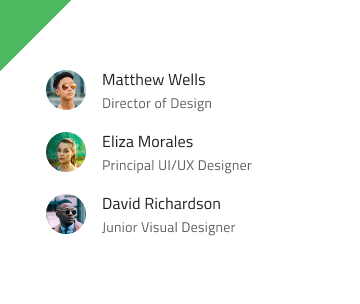 Matthew Wells
Director of Design
Eliza Morales
Principal UI/UX Designer
David Richardson
Junior Visual Designer